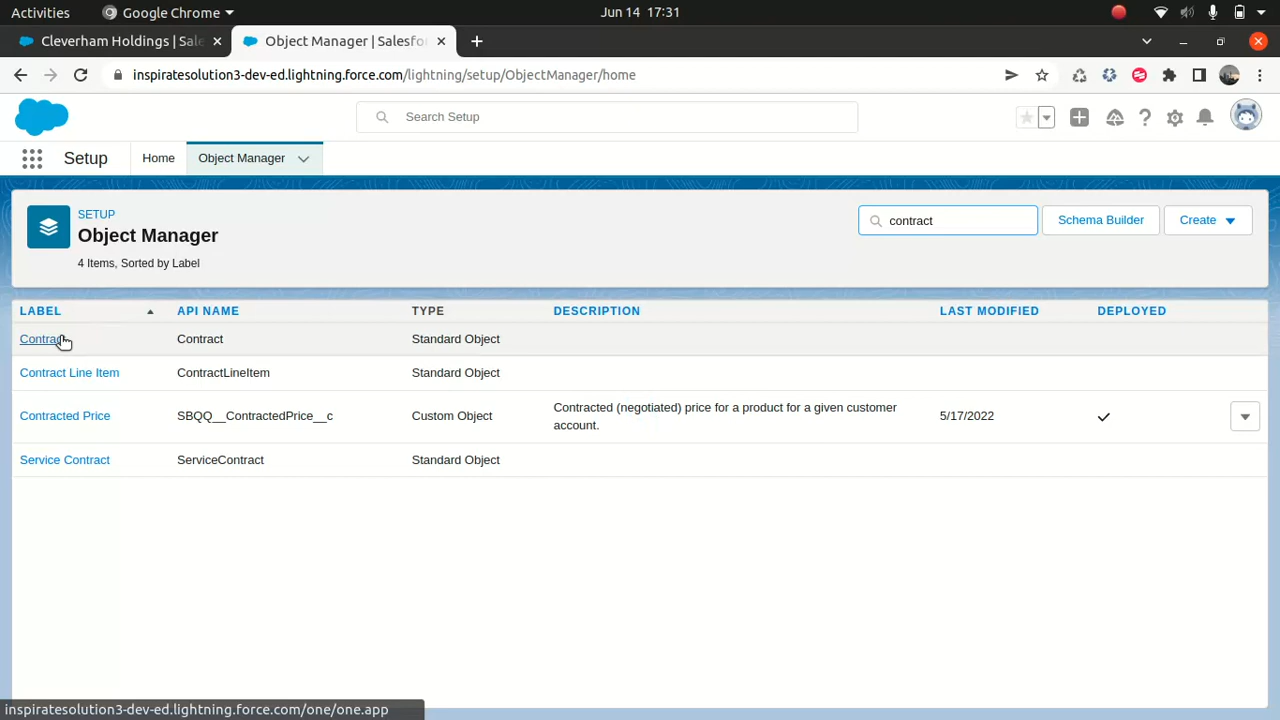 Activities
Google Chrome
Jun 14 17:31
Cleverham Holdings | Sale
Object Manager | Salesfo
inspiratesolution3-dev-ed.lightning.force.com/lightning/setup/ObjectManager/home
Search Setup
Setup
Home
Object Manager
SETUP
Object Manager
4 Items, Sorted by Label
contract
Schema Builder
Create
LABEL API NAME TYPE DESCRIPTION LAST MODIFIED DEPLOYED
Contract Contract Standard Object
Contract Line Item ContractLineItem Standard Object
Contracted Price SBQQ__ContractedPrice__c Custom Object Contracted (negotiated) price for a product for a given customer 5/17/2022
account.
Service Contract ServiceContract Standard Object
inspiratesolution3-dev-ed.lightning.force.com/one/one.app